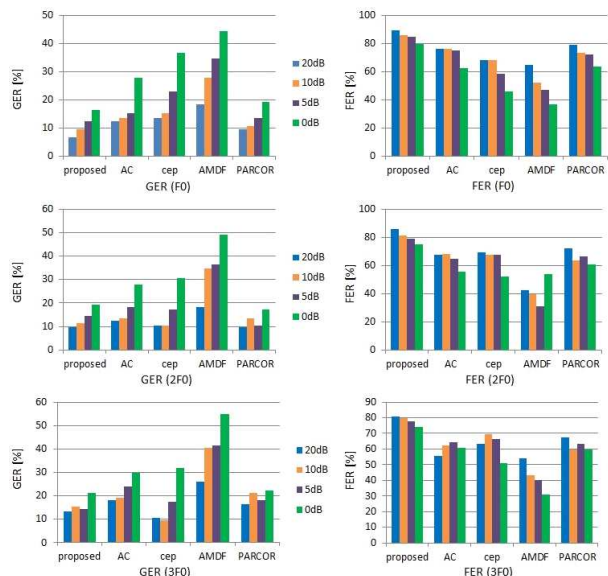 50
40
30
20
10
0
GER [%]
proposed AC cep AMDF PARCOR
GER (F0)
20dB
10dB
5dB
0dB
100
80
60
40
20
0
FER [%]
proposed AC cep AMDF PARCOR
FER (F0)
60
50
40
30
20
10
0
GER [%]
proposed AC cep AMDF PARCOR
GER (2F0)
20dB
10dB
5dB
0dB
100
80
60
40
20
0
FER [%]
proposed AC cep AMDF PARCOR
FER (2F0)
60
50
40
30
20
10
0
GER [%]
proposed AC cep AMDF PARCOR
GER (3F0)
20dB
10dB
5dB
0dB
90
80
70
60
50
40
30
20
10
0
FER [%]
proposed AC cep AMDF PARCOR
FER (3F0)